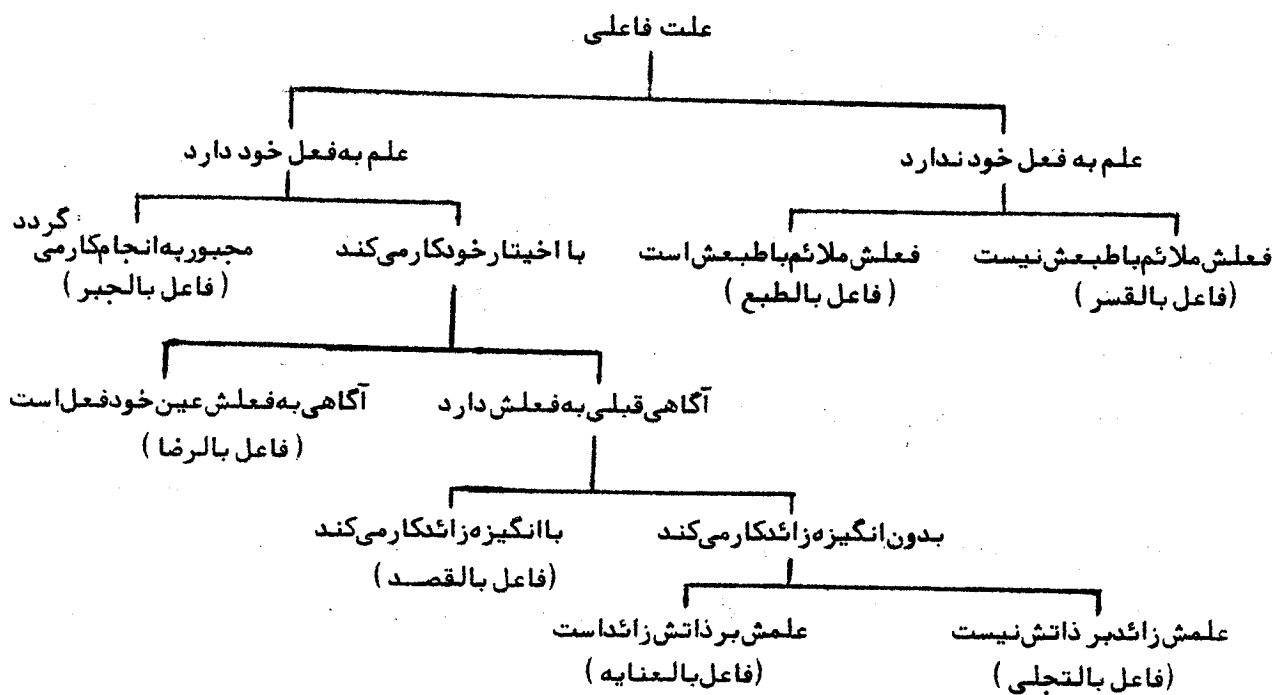 علت فاعلی
علم به فعل خود ندارد
علم به فعل خود دارد
فعلش ملائم با طبعش نیست
(فاعل بالقسر)
فعلش ملائم با طبعش است
(فاعل بالطبع)
با اختیار خود کار می‌کند
مجبور به انجام کار می گردد
(فاعل بالجبر)
آگاهی قبلی به فعلش دارد
آگاهی به فعلش عین خود فعل است
(فاعل بالرضا)
بدون انگیزه زائد کار می‌کند
با انگیزه زائد کار می‌کند
(فاعل بالقصد)
علمش زائد بر ذاتش نیست
(فاعل بالتجلی)
علمش بر ذاتش زائد است
(فاعل بالعنایه)